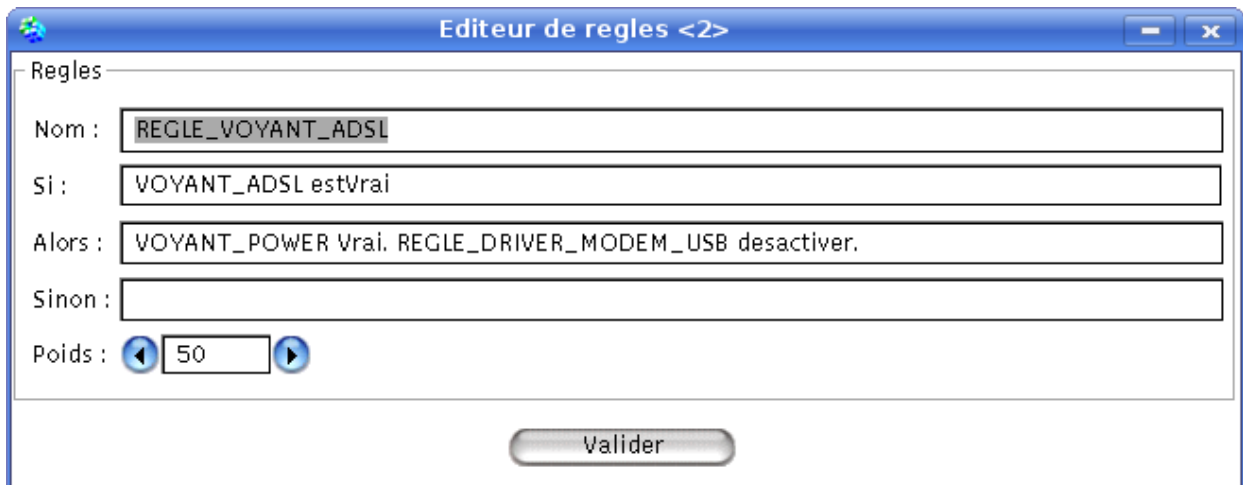 Editeur de regles <2>
Regles
Nom : REGLE_VOYANT_ADSL
Si : VOYANT_ADSL estVrai
Alors : VOYANT_POWER Vrai. REGLE_DRIVER_MODEM_USB desactiver.
Sinon :
Poids : 50
Valider